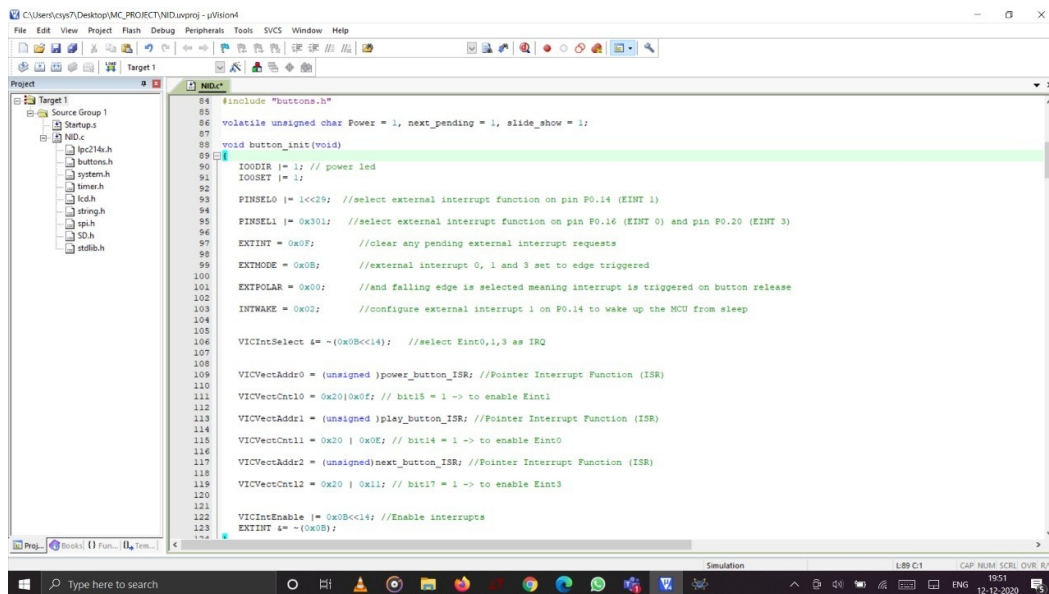 C:\Users\csys7\Desktop\MC_PROJECT\NID.uvproj - µVision4
File Edit View Project Flash Debug Peripherals Tools SVCS Window Help
Target 1
Project
NID.c*
Target 1
Source Group 1
Startup.s
NID.c
lpc214x.h
buttons.h
system.h
timer.h
lcd.h
string.h
spi.h
SD.h
stdlib.h
84 #include "buttons.h"
85
86 volatile unsigned char Power = 1, next_pending = 1, slide_show = 1;
87
88 void button_init(void)
89 {
90 IO0DIR |= 1; // power led
91 IO0SET |= 1;
92
93 PINSEL0 |= 1<<29; //select external interrupt function on pin P0.14 (EINT 1)
94
95 PINSEL1 |= 0x301; //select external interrupt function on pin P0.16 (EINT 0) and pin P0.20 (EINT 3)
96
97 EXTINT = 0x0F; //clear any pending external interrupt requests
98
99 EXTMODE = 0x0B; //external interrupt 0, 1 and 3 set to edge triggered
100
101 EXTPOLAR = 0x00; //and falling edge is selected meaning interrupt is triggered on button release
102
103 INTWAKE = 0x02; //configure external interrupt 1 on P0.14 to wake up the MCU from sleep
104
105
106 VICIntSelect &= ~(0x0B<<14); //select Eint0,1,3 as IRQ
107
108
109 VICVectAddr0 = (unsigned )power_button_ISR; //Pointer Interrupt Function (ISR)
110
111 VICVectCntl0 = 0x20|0x0f; // bit15 = 1 -> to enable Eint1
112
113 VICVectAddr1 = (unsigned )play_button_ISR; //Pointer Interrupt Function (ISR)
114
115 VICVectCntl1 = 0x20 | 0x0E; // bit14 = 1 -> to enable Eint0
116
117 VICVectAddr2 = (unsigned)next_button_ISR; //Pointer Interrupt Function (ISR)
118
119 VICVectCntl2 = 0x20 | 0x11; // bit17 = 1 -> to enable Eint3
120
121
122 VICIntEnable |= 0x0B<<14; //Enable interrupts
123 EXTINT &= ~(0x0B);
124 }
Proj... Books {} Fun... Tem...
Simulation L:89 C:1 CAP NUM SCRL OVR R/
Type here to search
ENG 19:51
12-12-2020